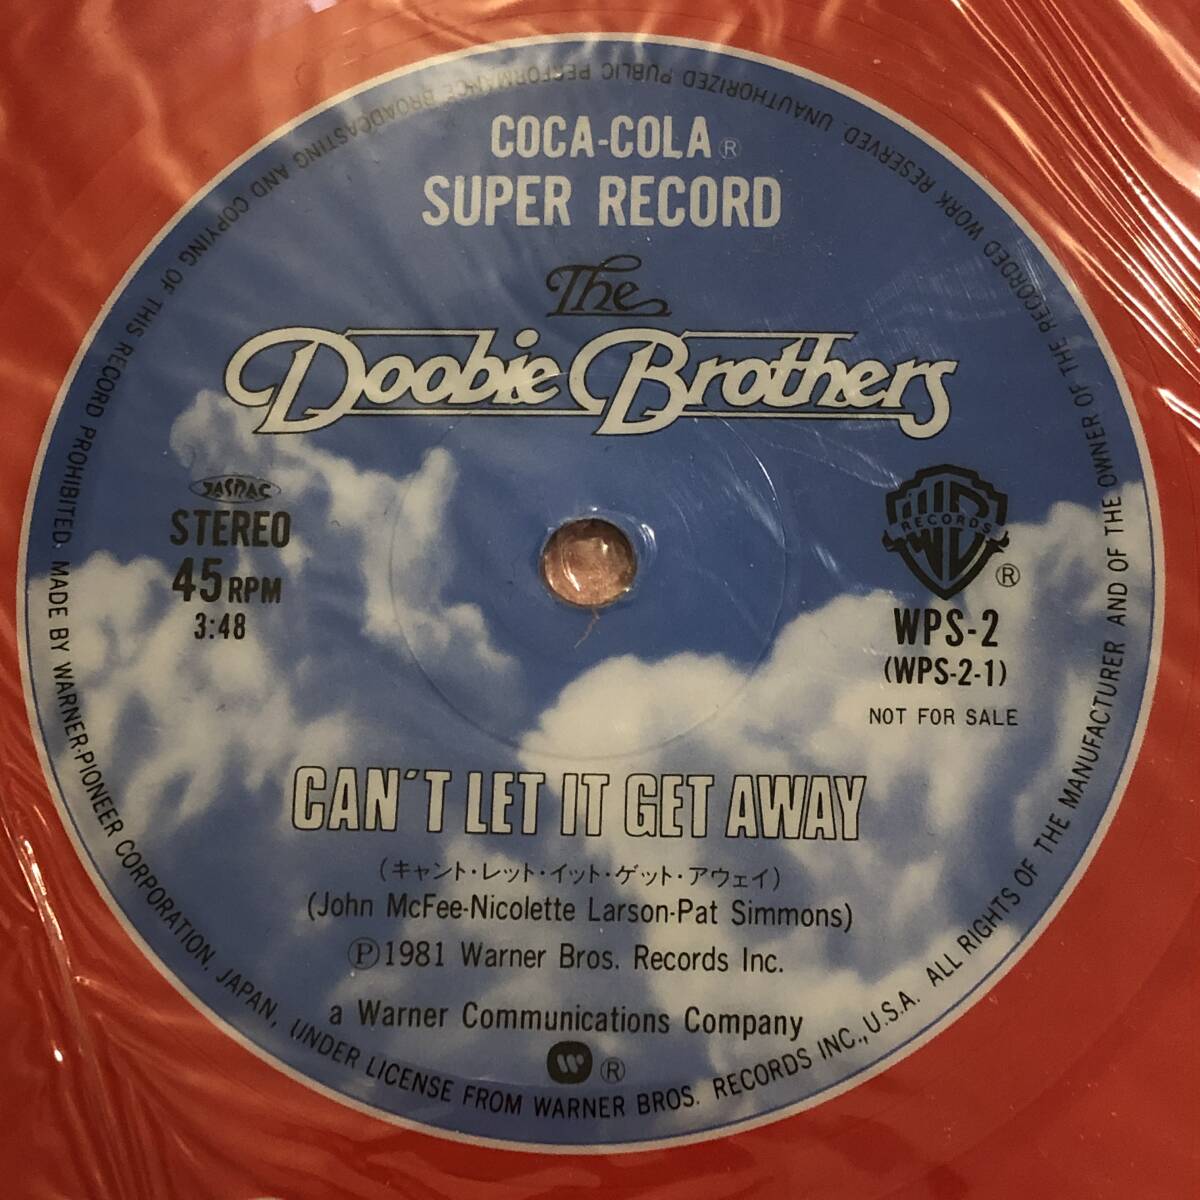 COCA-COLA®
SUPER RECORD
The
Doobie Brothers
JASRAC
STEREO
45 RPM
3:48
W RECORDS
®
WPS-2
(WPS-2-1)
NOT FOR SALE
CAN'T LET IT GET AWAY
(キャント・レット・イット・ゲット・アウェイ)
(John McFee-Nicolette Larson-Pat Simmons)
Ⓟ1981 Warner Bros. Records Inc.
a Warner Communications Company
®
MADE BY WARNER-PIONEER CORPORATION, JAPAN, UNDER LICENSE FROM WARNER BROS. RECORDS INC., U.S.A. ALL RIGHTS OF THE MANUFACTURER AND OF THE OWNER OF THE RECORDED WORK RESERVED. UNAUTHORIZED PUBLIC PERFORMANCE BROADCASTING AND COPYING OF THIS RECORD PROHIBITED.